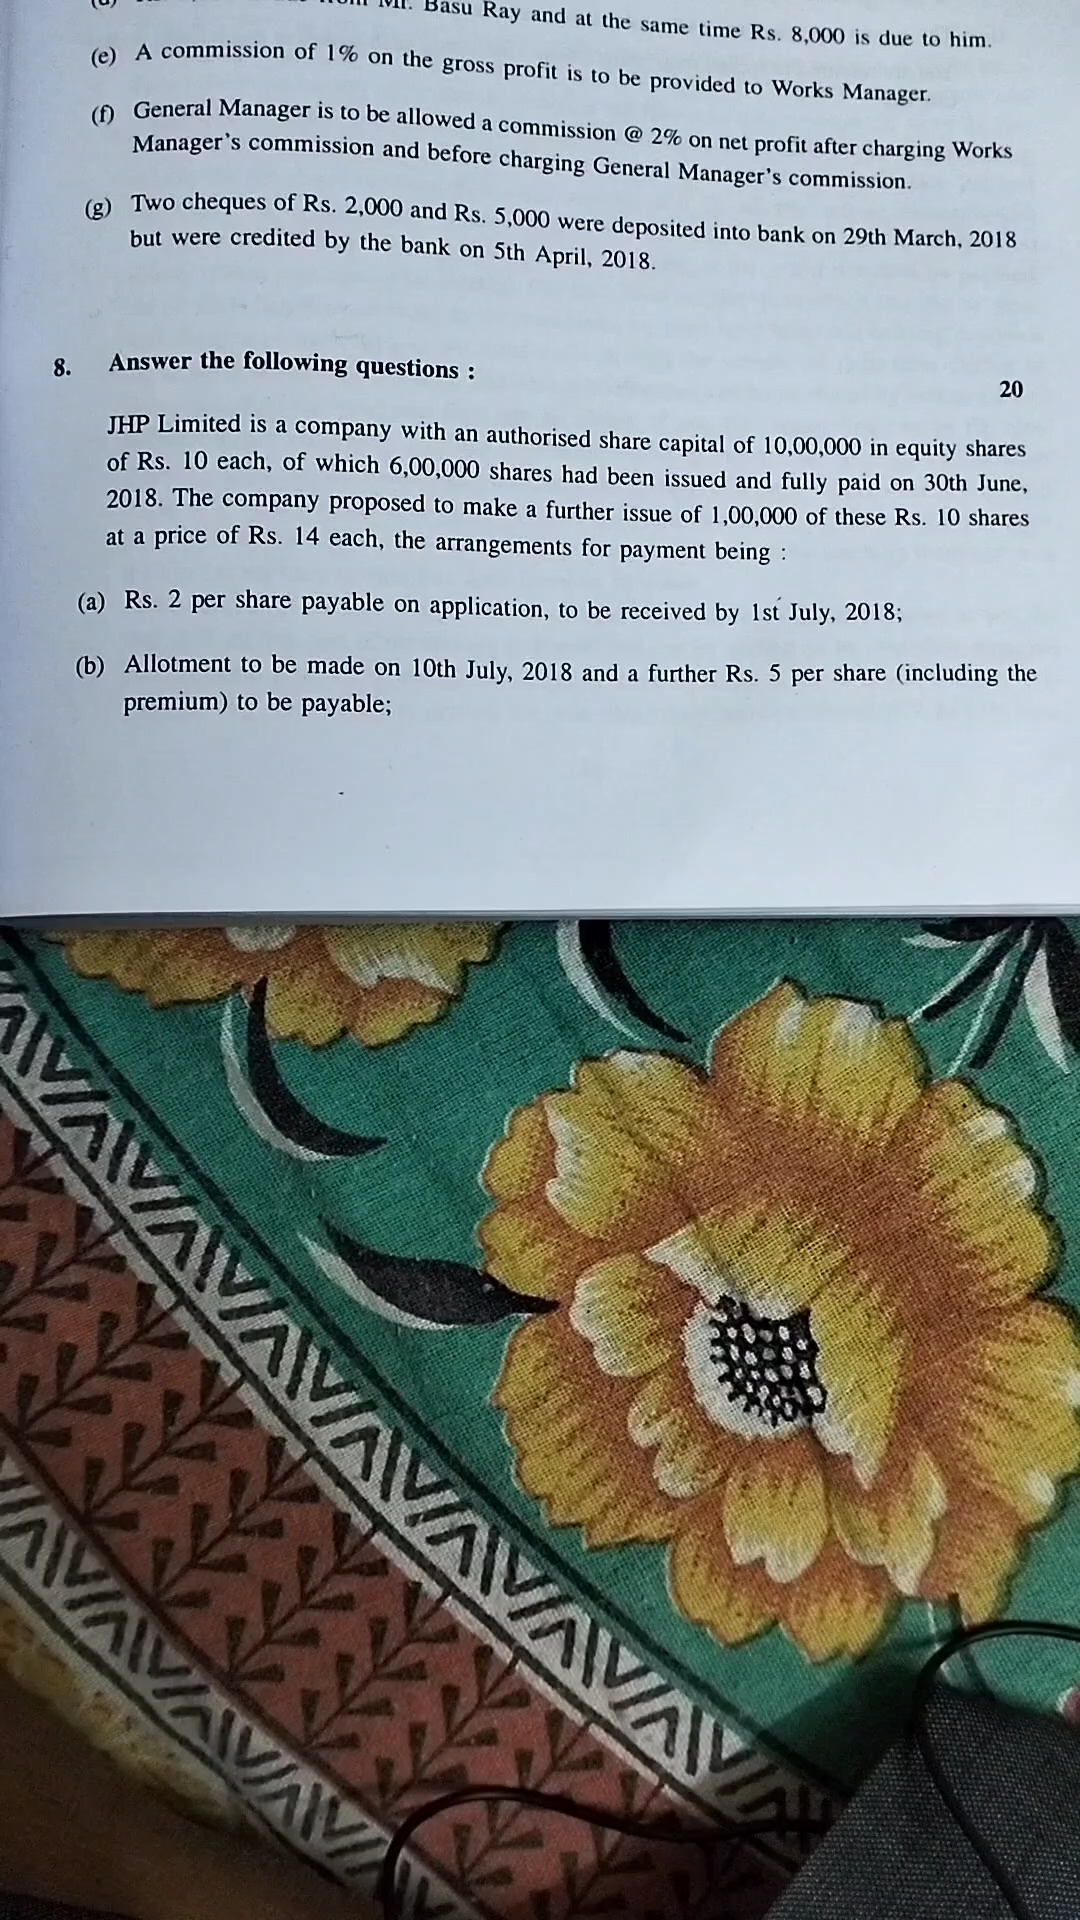 Mr. Basu Ray and at the same time Rs. 8,000 is due to him.
(e) A commission of 1% on the gross profit is to be provided to Works Manager.
(f) General Manager is to be allowed a commission @ 2% on net profit after charging Works
Manager's commission and before charging General Manager's commission.
(g) Two cheques of Rs. 2,000 and Rs. 5,000 were deposited into bank on 29th March, 2018
but were credited by the bank on 5th April, 2018.
8. Answer the following questions :
20
JHP Limited is a company with an authorised share capital of 10,00,000 in equity shares
of Rs. 10 each, of which 6,00,000 shares had been issued and fully paid on 30th June,
2018. The company proposed to make a further issue of 1,00,000 of these Rs. 10 shares
at a price of Rs. 14 each, the arrangements for payment being :
(a) Rs. 2 per share payable on application, to be received by 1st July, 2018;
(b) Allotment to be made on 10th July, 2018 and a further Rs. 5 per share (including the
premium) to be payable;